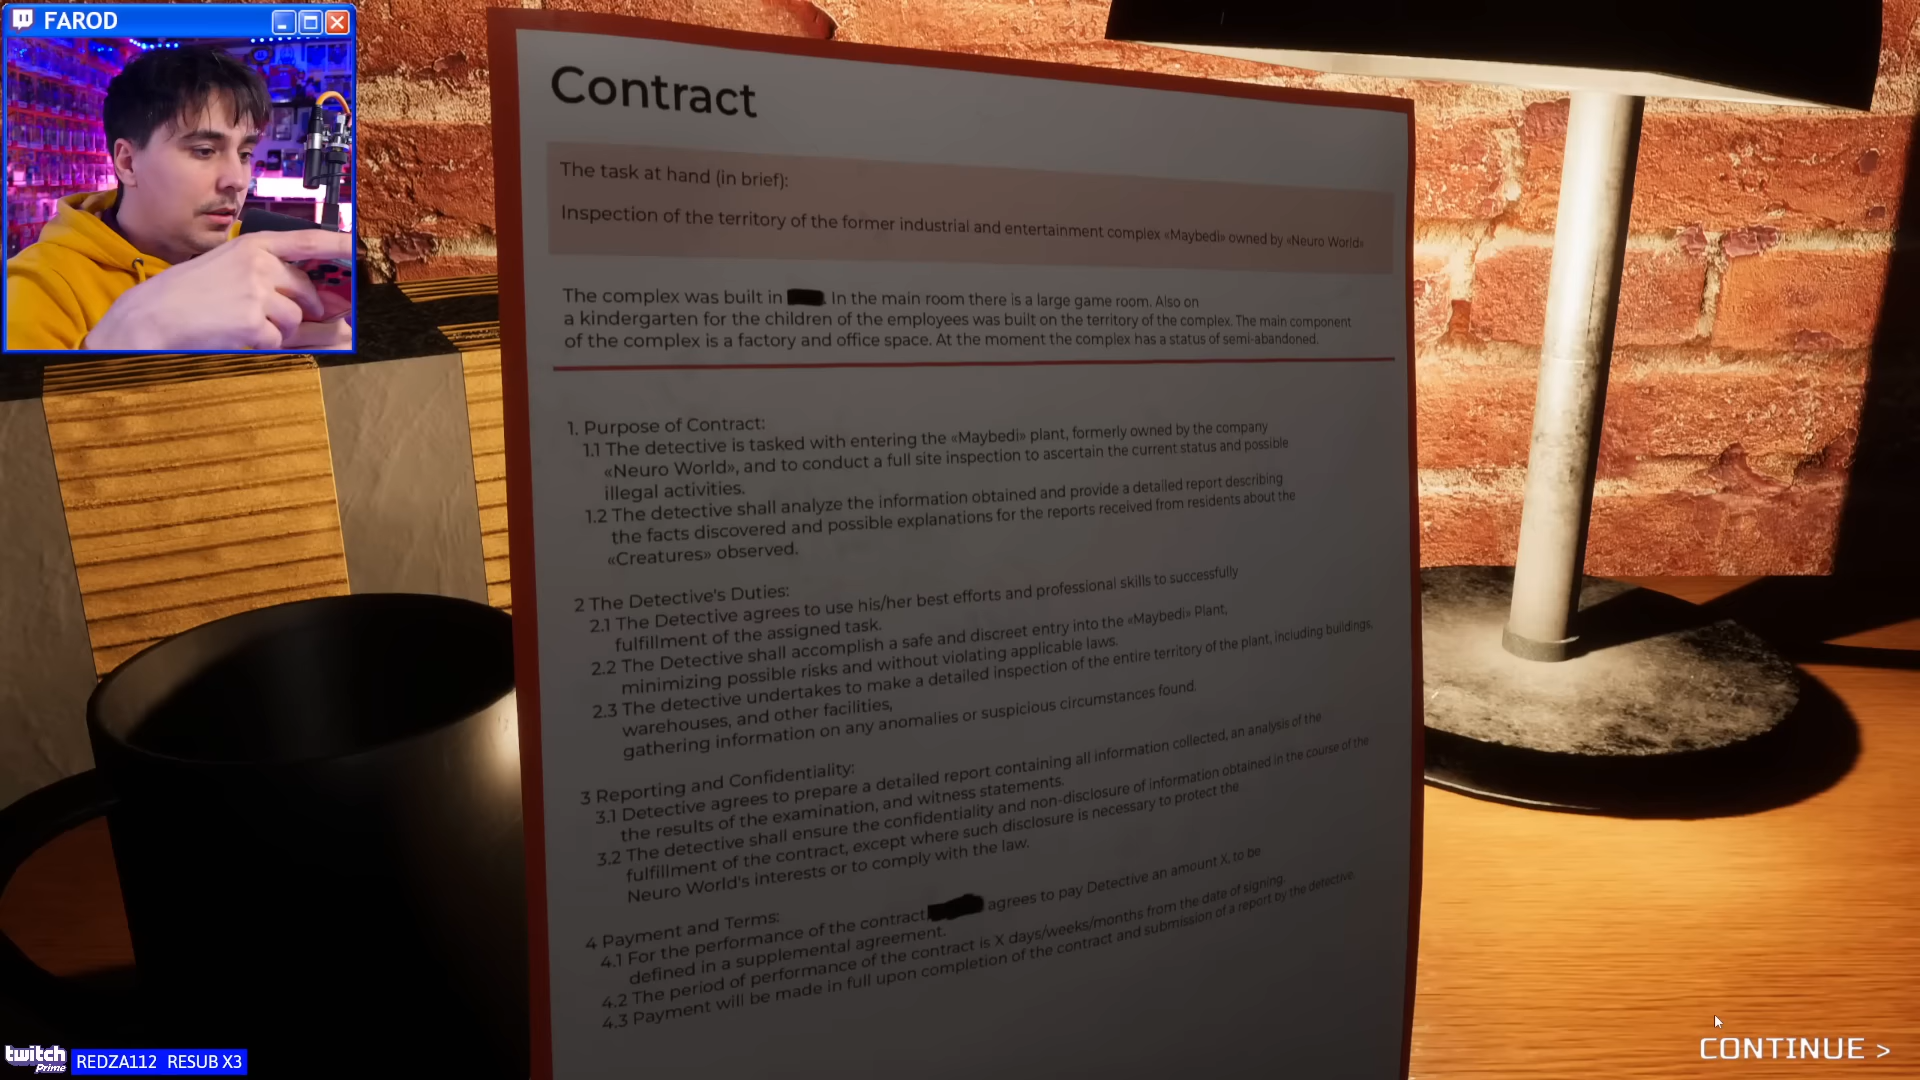 FAROD
Contract
The task at hand (in brief):
Inspection of the territory of the former industrial and entertainment complex «Maybedi» owned by «Neuro World»
The complex was built in . In the main room there is a large game room. Also on
a kindergarten for the children of the employees was built on the territory of the complex. The main component
of the complex is a factory and office space. At the moment the complex has a status of semi-abandoned.
1. Purpose of Contract:
1.1 The detective is tasked with entering the «Maybedi» plant, formerly owned by the company
«Neuro World», and to conduct a full site inspection to ascertain the current status and possible
illegal activities.
1.2 The detective shall analyze the information obtained and provide a detailed report describing
the facts discovered and possible explanations for the reports received from residents about the
«Creatures» observed.
2 The Detective's Duties:
2.1 The Detective agrees to use his/her best efforts and professional skills to successfully
fulfillment of the assigned task.
2.2 The Detective shall accomplish a safe and discreet entry into the «Maybedi» Plant,
minimizing possible risks and without violating applicable laws.
2.3 The detective undertakes to make a detailed inspection of the entire territory of the plant, including buildings,
warehouses, and other facilities,
gathering information on any anomalies or suspicious circumstances found.
3 Reporting and Confidentiality:
3.1 Detective agrees to prepare a detailed report containing all information collected, an analysis of the
the results of the examination, and witness statements.
3.2 The detective shall ensure the confidentiality and non-disclosure of information obtained in the course of the
fulfillment of the contract, except where such disclosure is necessary to protect the
Neuro World's interests or to comply with the law.
4 Payment and Terms:
4.1 For the performance of the contract agrees to pay Detective an amount X, to be
defined in a supplemental agreement.
4.2 The period of performance of the contract is X days/weeks/months from the date of signing.
4.3 Payment will be made in full upon completion of the contract and submission of a report by the detective.
twitch
Prime
REDZA112 RESUB X3
CONTINUE >